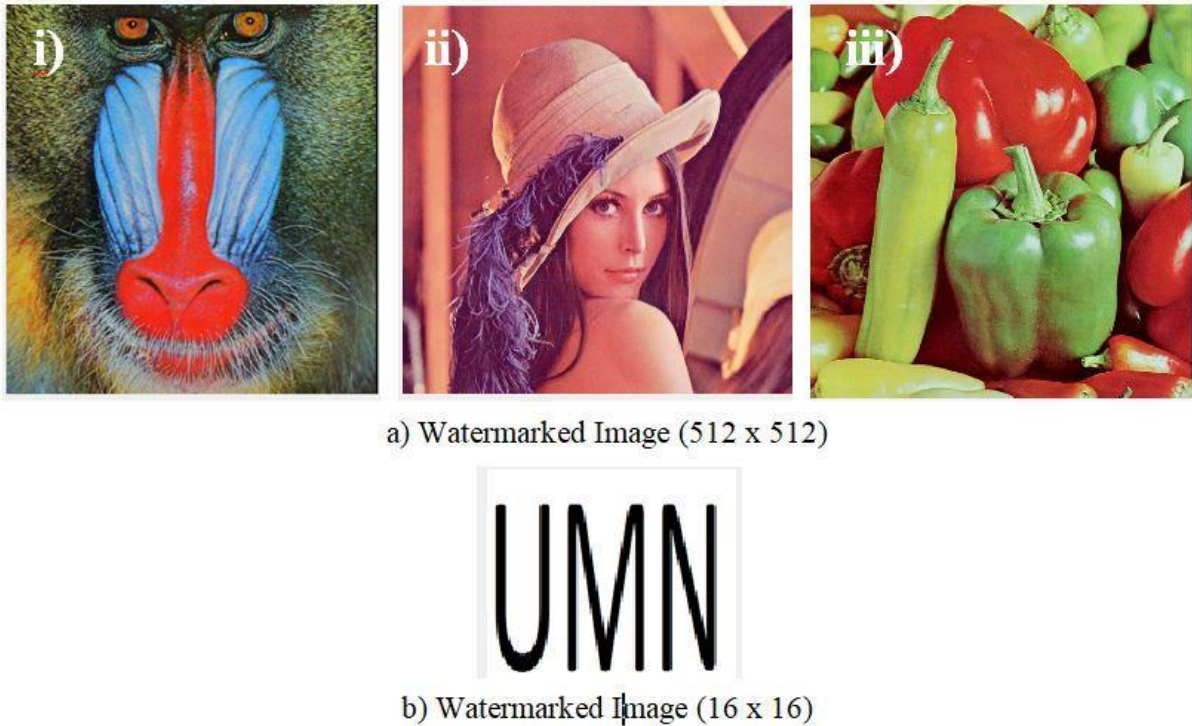 i) ii) iii)
a) Watermarked Image (512 x 512)
UMN
b) Watermarked Image (16 x 16)